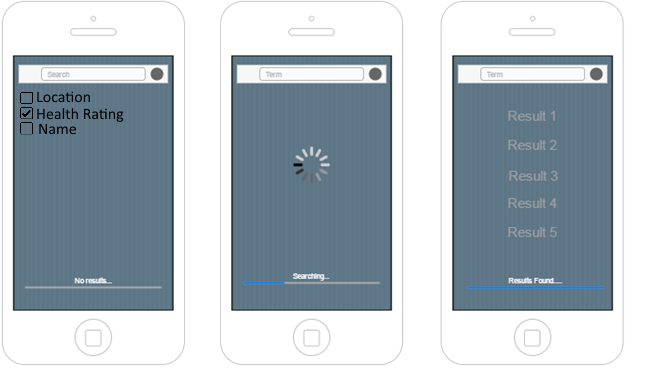 Search
Location
Health Rating
Name
No results...
Term
Searching...
Term
Result 1
Result 2
Result 3
Result 4
Result 5
Results Found....